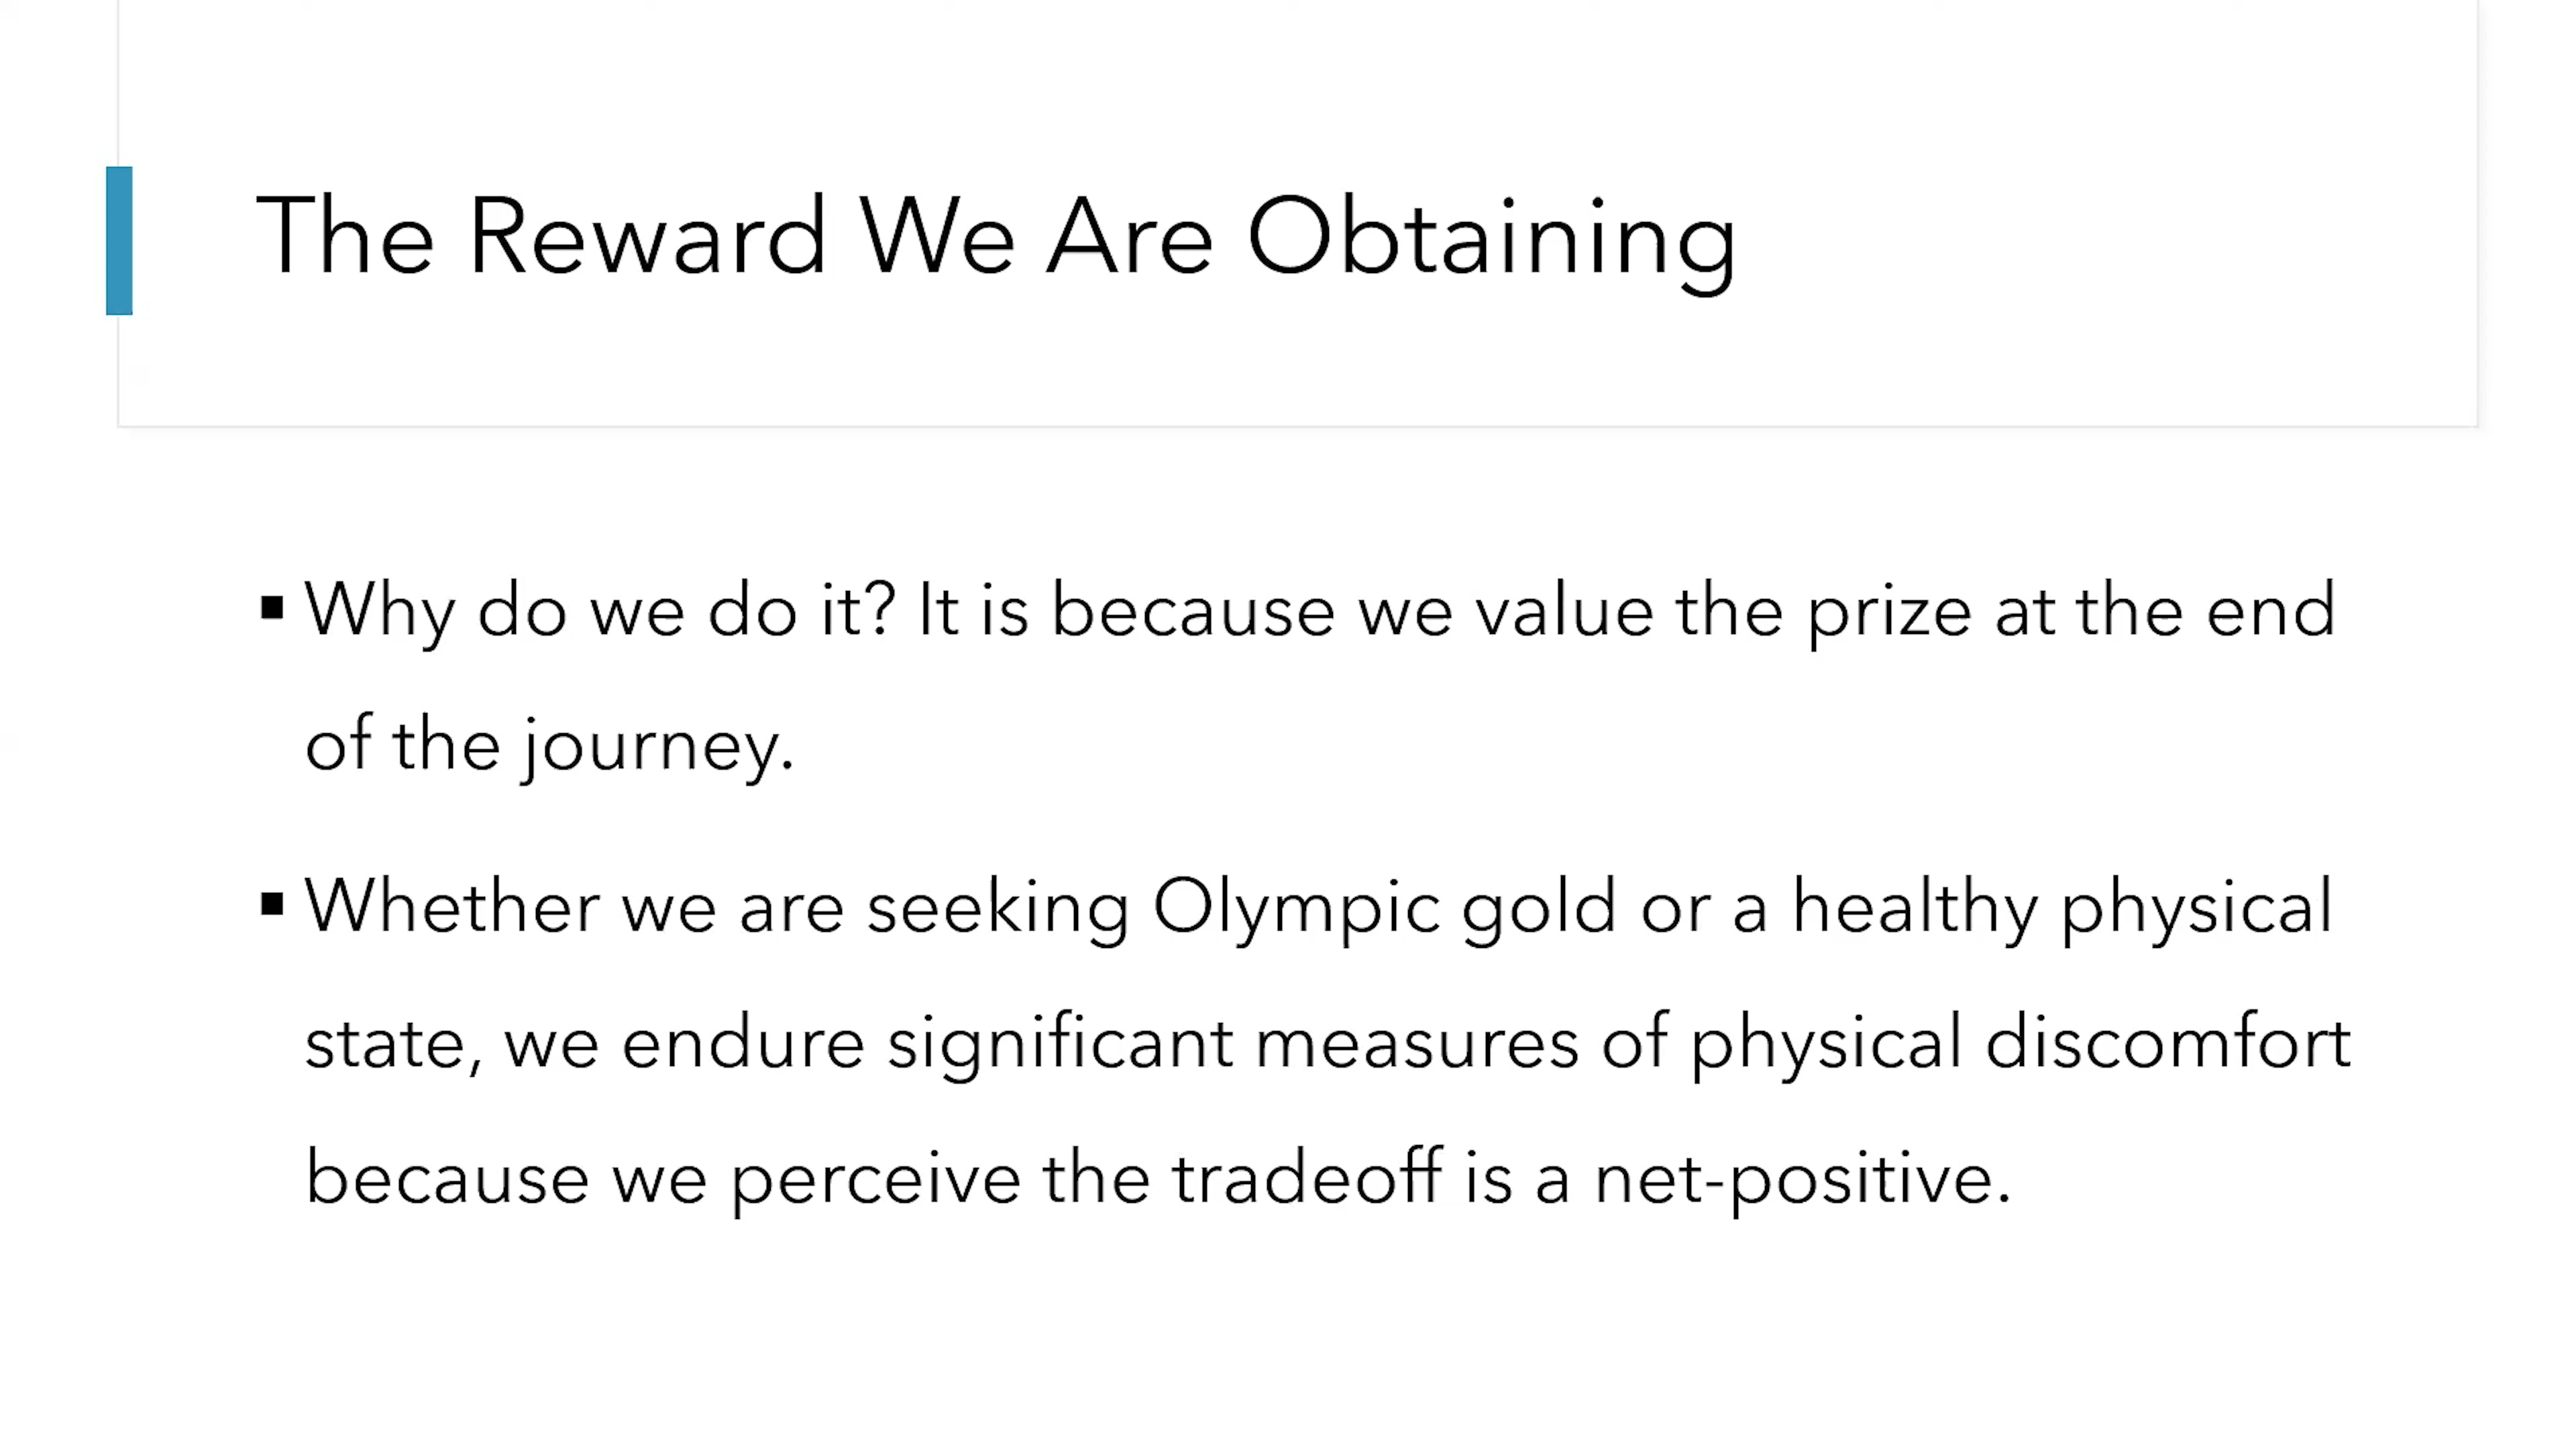 The Reward We Are Obtaining
▪ Why do we do it? It is because we value the prize at the end
of the journey.
▪ Whether we are seeking Olympic gold or a healthy physical
state, we endure significant measures of physical discomfort
because we perceive the tradeoff is a net-positive.